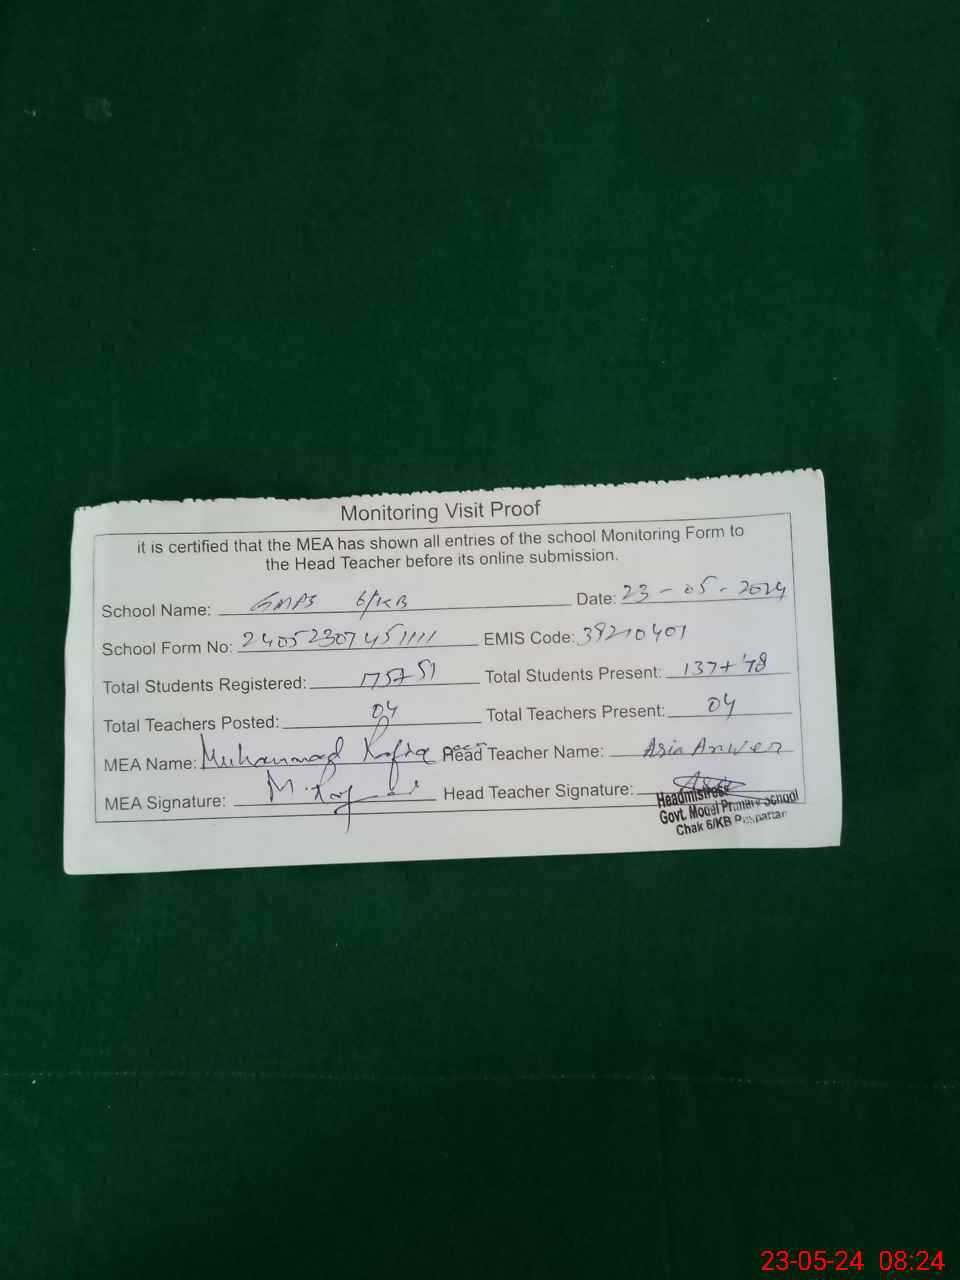 Monitoring Visit Proof
it is certified that the MEA has shown all entries of the school Monitoring Form to
the Head Teacher before its online submission.
School Name: GMPS 6/KB Date: 23-05-2024
School Form No: 24052307451111 EMIS Code: 39210401
Total Students Registered: 175+51 Total Students Present: 137+
Total Teachers Posted: 04 Total Teachers Present: 04
MEA Name: Muhammad Head Teacher Name: Asia Anwer
MEA Signature: Head Teacher Signature:
Headmistress
Govt. Model Primary School
Chak 6/KB Pakpattan
23-05-24 08:24